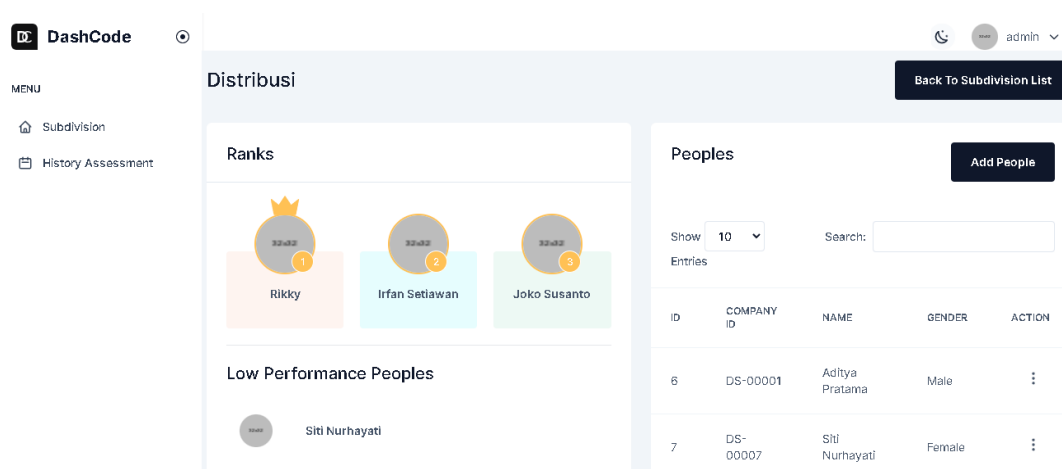 DC DashCode
admin
MENU
Subdivision
History Assessment
Distribusi
Back To Subdivision List
Ranks
32x32
32x32
32x32
1
2
3
Rikky
Irfan Setiawan
Joko Susanto
Low Performance Peoples
Siti Nurhayati
Peoples
Add People
Show 10
Entries
Search:
ID COMPANY ID NAME GENDER ACTION
6 DS-00001 Aditya Pratama Male
7 DS-00007 Siti Nurhayati Female